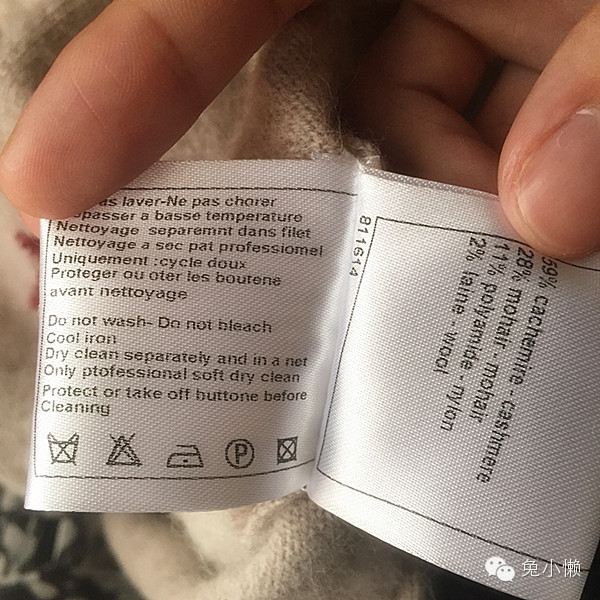 as laver-Ne pas chorer
passer a basse temperature
Nettoyage separemnt dans filet
Nettoyage a sec pat professiomel
Uniquement :cycle doux
Proteger ou oter les boutene
avant nettoyage
Do not wash- Do not bleach
Cool iron
Dry clean separately and in a net
Only ptofessional soft dry clean
Protect or take off buttone before
Cleaning
P
811614
59% cachemire - cashmere
28% mohair - mohair
11% polyamide - nylon
2% laine - wool
兔小懒